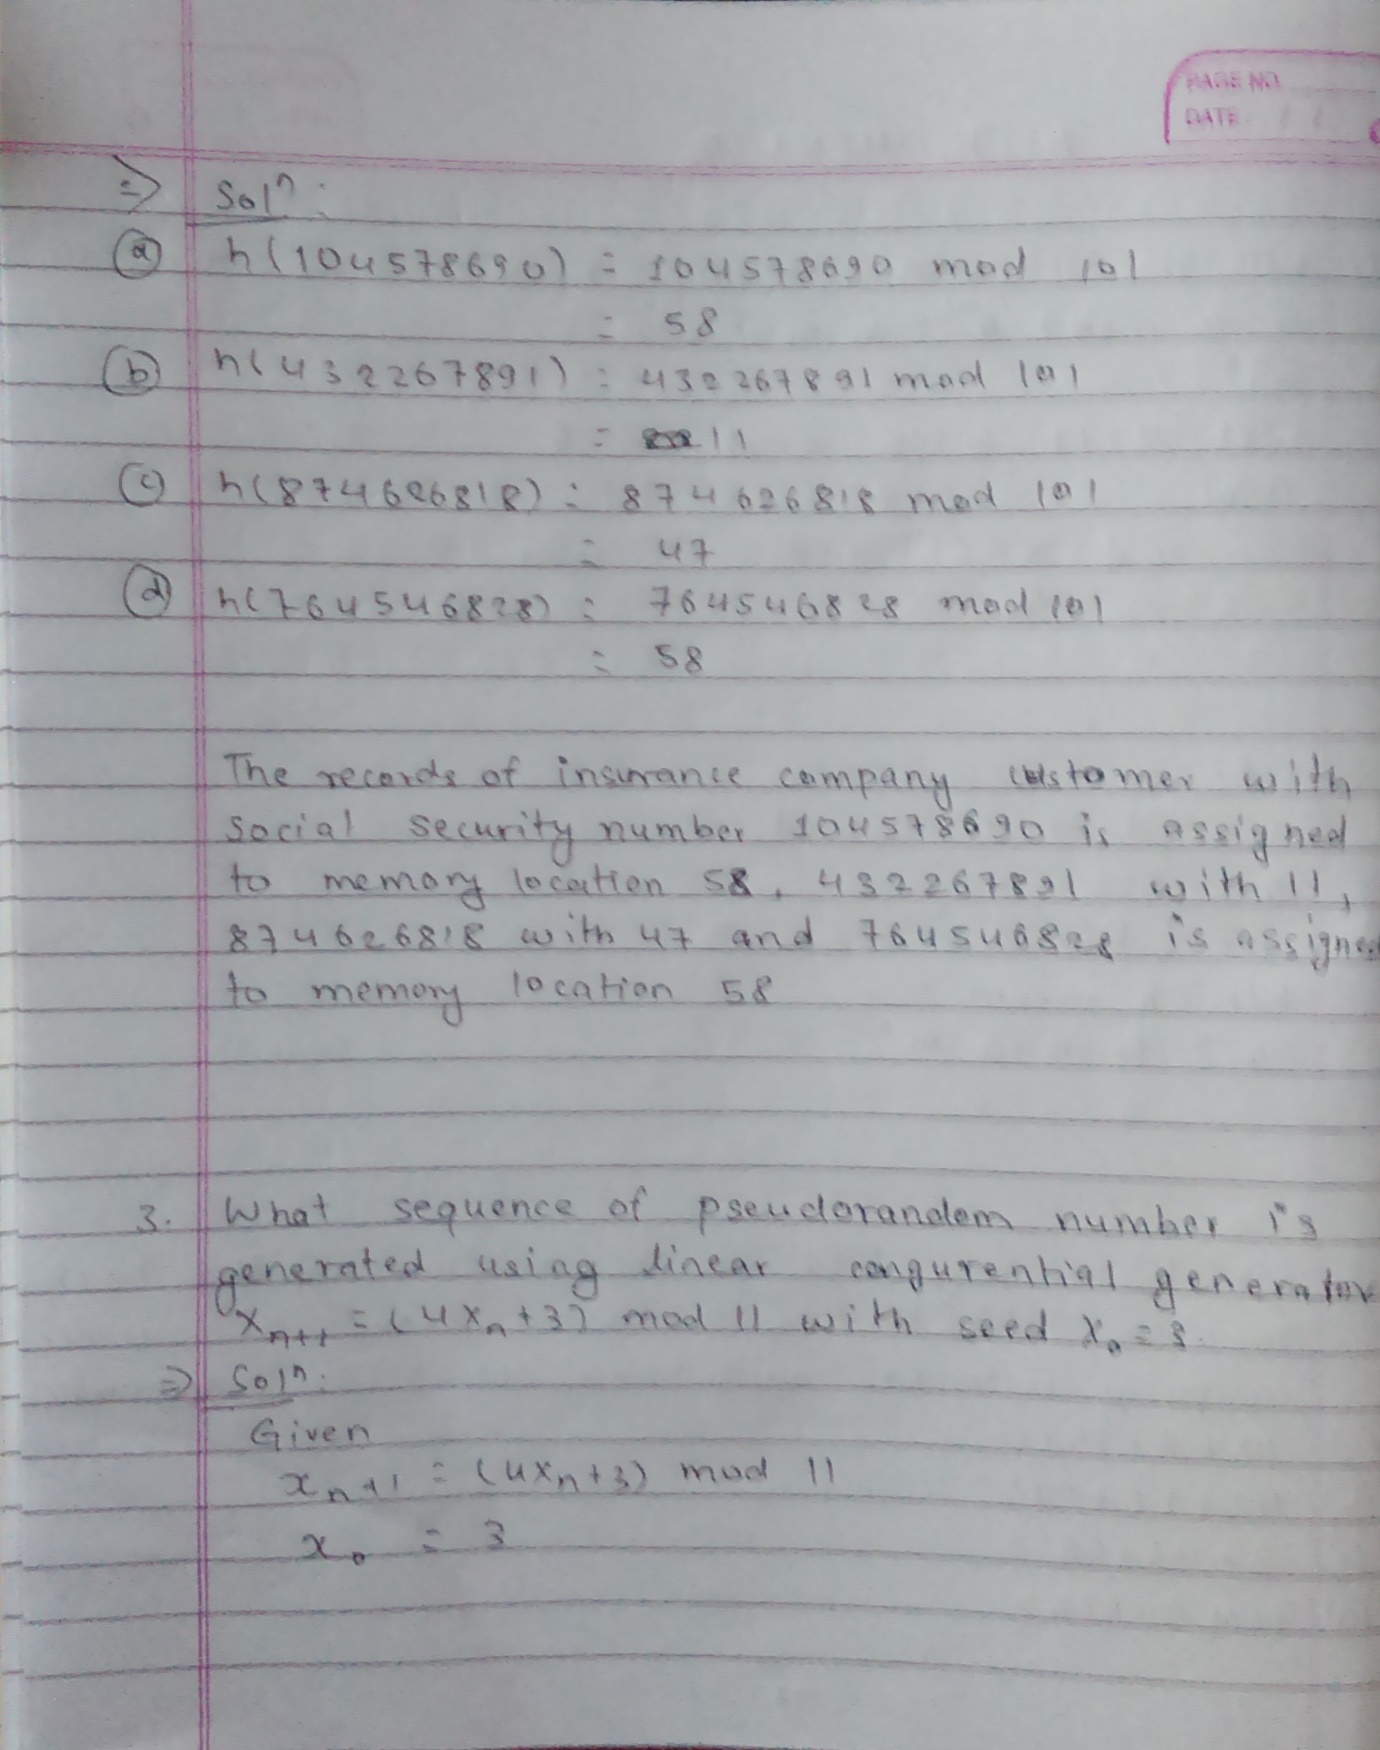 PAGE NO.
DATE: / /
=> Solⁿ:
(a) h(104578690) = 104578690 mod 101
= 58
(b) h(432267891) = 432267891 mod 101
= 11
(c) h(874626818) = 874626818 mod 101
= 47
(d) h(764546828) = 764546828 mod 101
= 58
The records of insurance company customer with
social security number 104578690 is assigned
to memory location 58, 432267891 with 11,
874626818 with 47 and 764546828 is assigned
to memory location 58
3. What sequence of pseudorandom number is
generated using linear congurential generator
xₙ₊₁ = (4xₙ+3) mod 11 with seed x₀ = 3.
=> Solⁿ:
Given
xₙ₊₁ = (4xₙ+3) mod 11
x₀ = 3